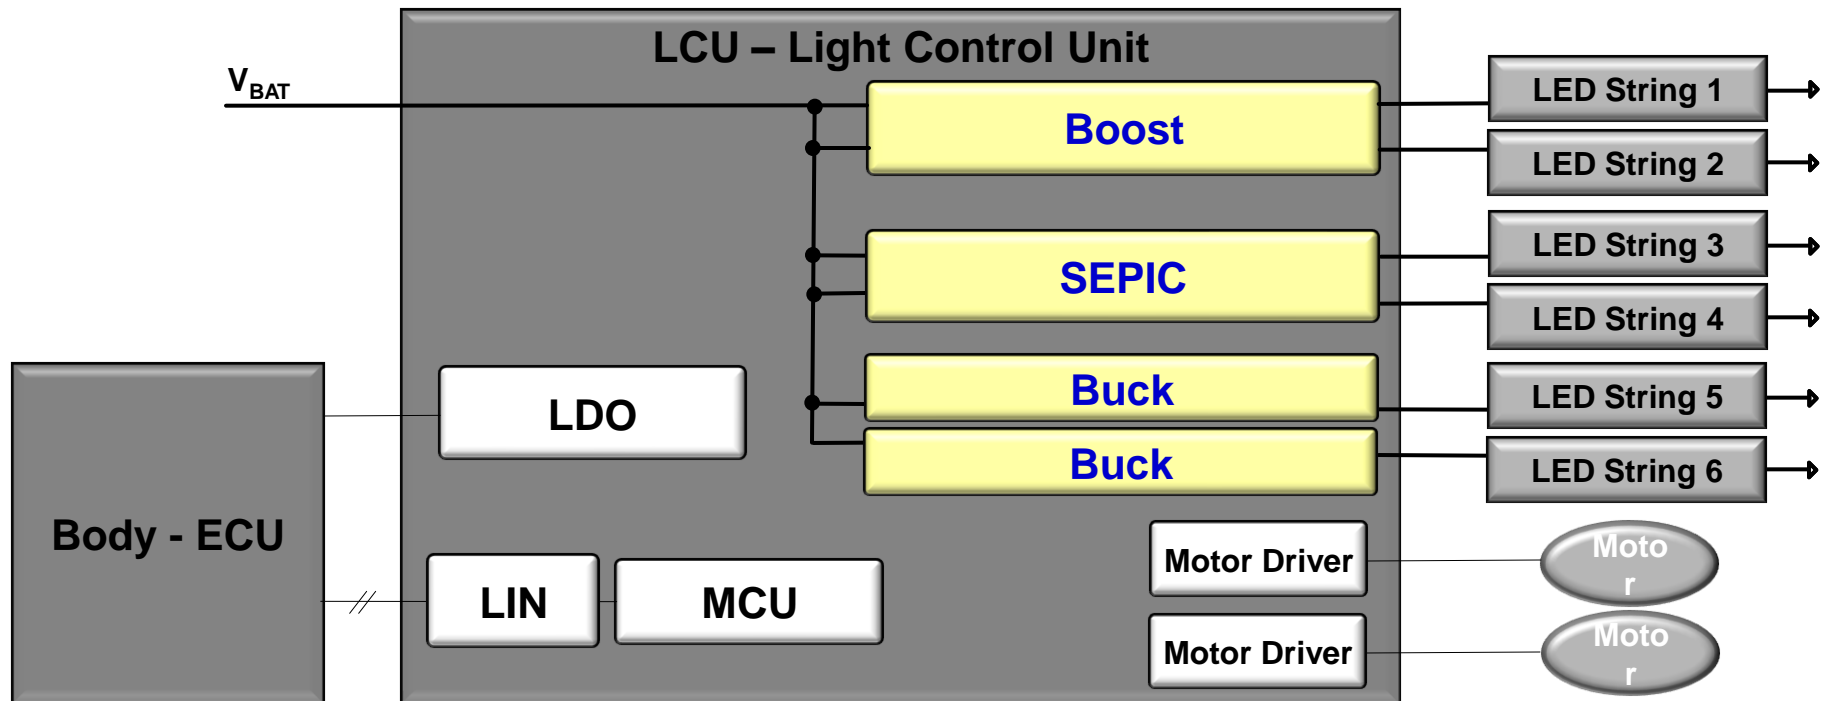 LCU – Light Control Unit
VBAT
Boost
SEPIC
Buck
Buck
LED String 1
LED String 2
LED String 3
LED String 4
LED String 5
LED String 6
LDO
Body - ECU
LIN
MCU
Motor Driver
Motor Driver
Moto
r
Moto
r